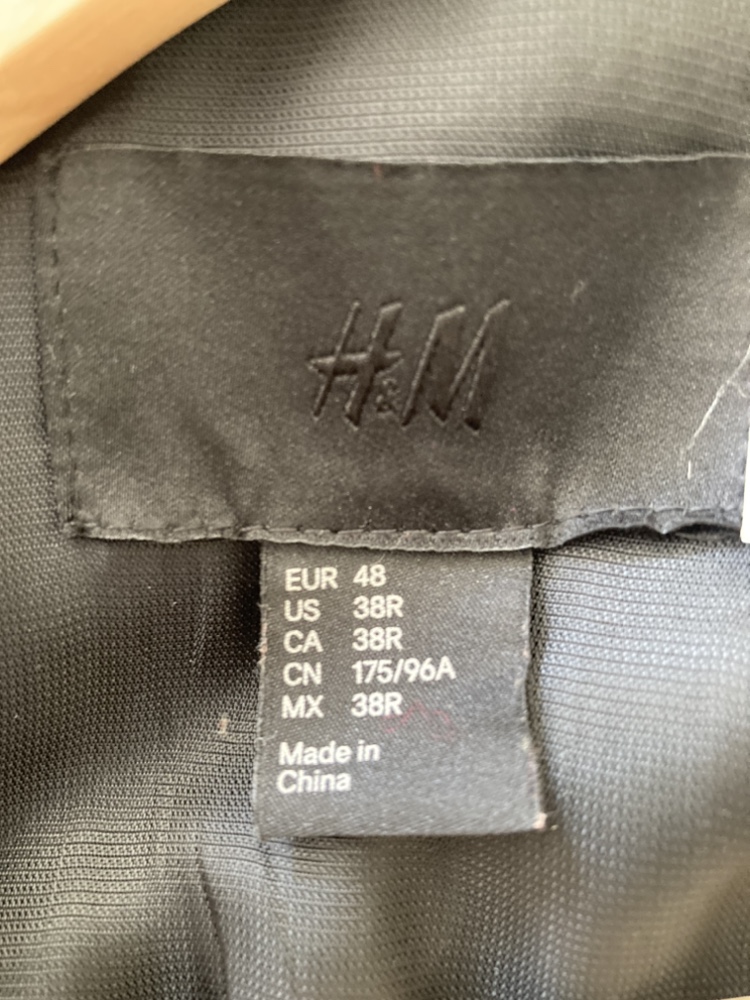 H&M
EUR 48
US 38R
CA 38R
CN 175/96A
MX 38R
Made in
China